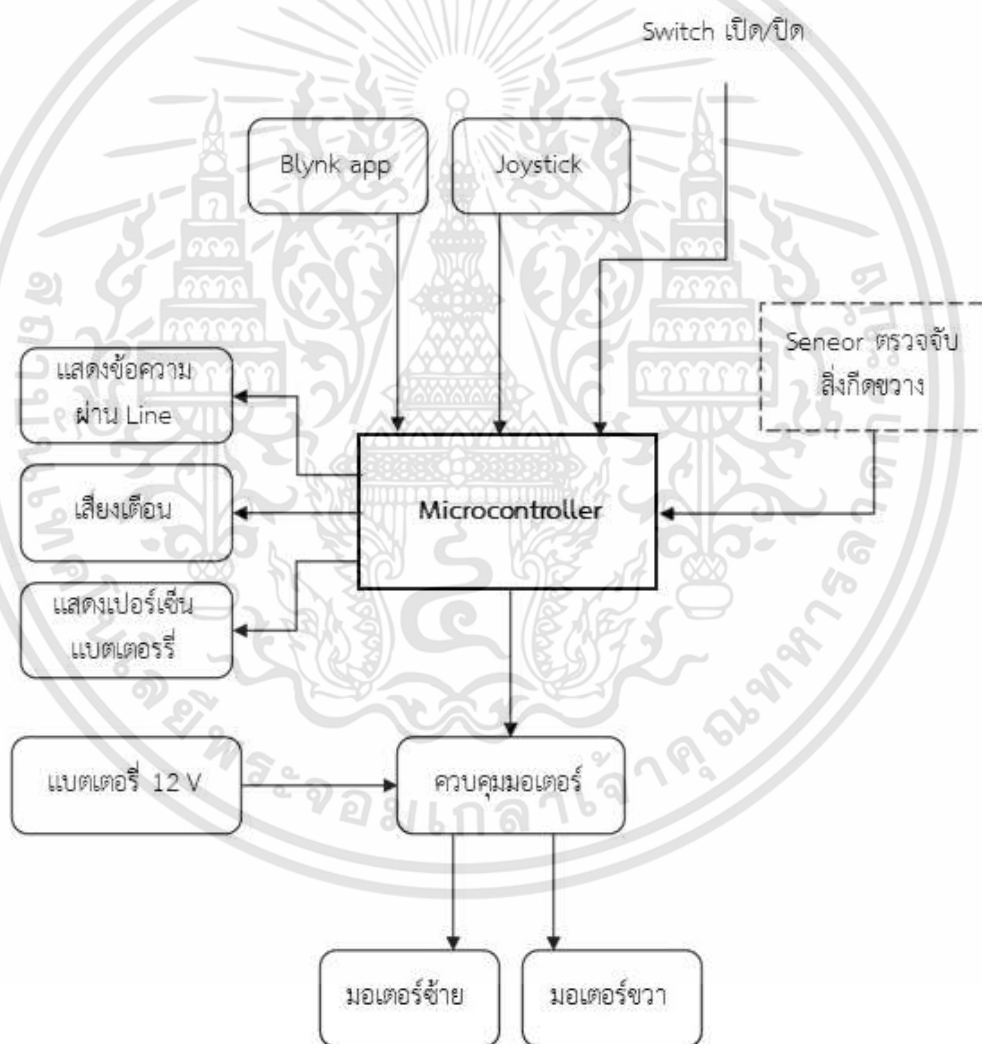 Switch เปิด/ปิด
Blynk app
Joystick
Seneor ตรวจจับ
สิ่งกีดขวาง
แสดงข้อความ
ผ่าน Line
เสียงเตือน
Microcontroller
แสดงเปอร์เซ็น
แบตเตอรรี่
แบตเตอรี่ 12 V
ควบคุมมอเตอร์
มอเตอร์ซ้าย
มอเตอร์ขวา